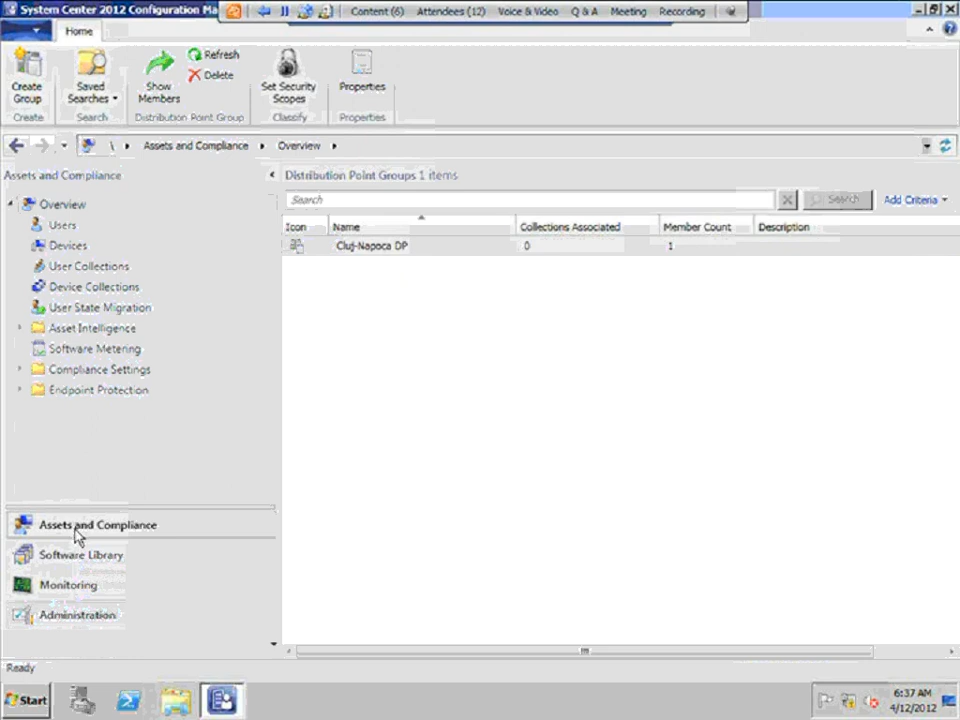 System Center 2012 Configuration Ma
Content (6) Attendees (12) Voice & Video Q & A Meeting Recording
Home
Create Group
Saved Searches
Show Members
Refresh
Delete
Set Security Scopes
Properties
Create Search Distribution Point Group Classify Properties
\ Assets and Compliance Overview
Assets and Compliance
Overview
Users
Devices
User Collections
Device Collections
User State Migration
Asset Intelligence
Software Metering
Compliance Settings
Endpoint Protection
Assets and Compliance
Software Library
Monitoring
Administration
Distribution Point Groups 1 items
Search Search Add Criteria
Icon Name Collections Associated Member Count Description
Cluj-Napoca DP 0 1
Ready
Start
6:37 AM
4/12/2012